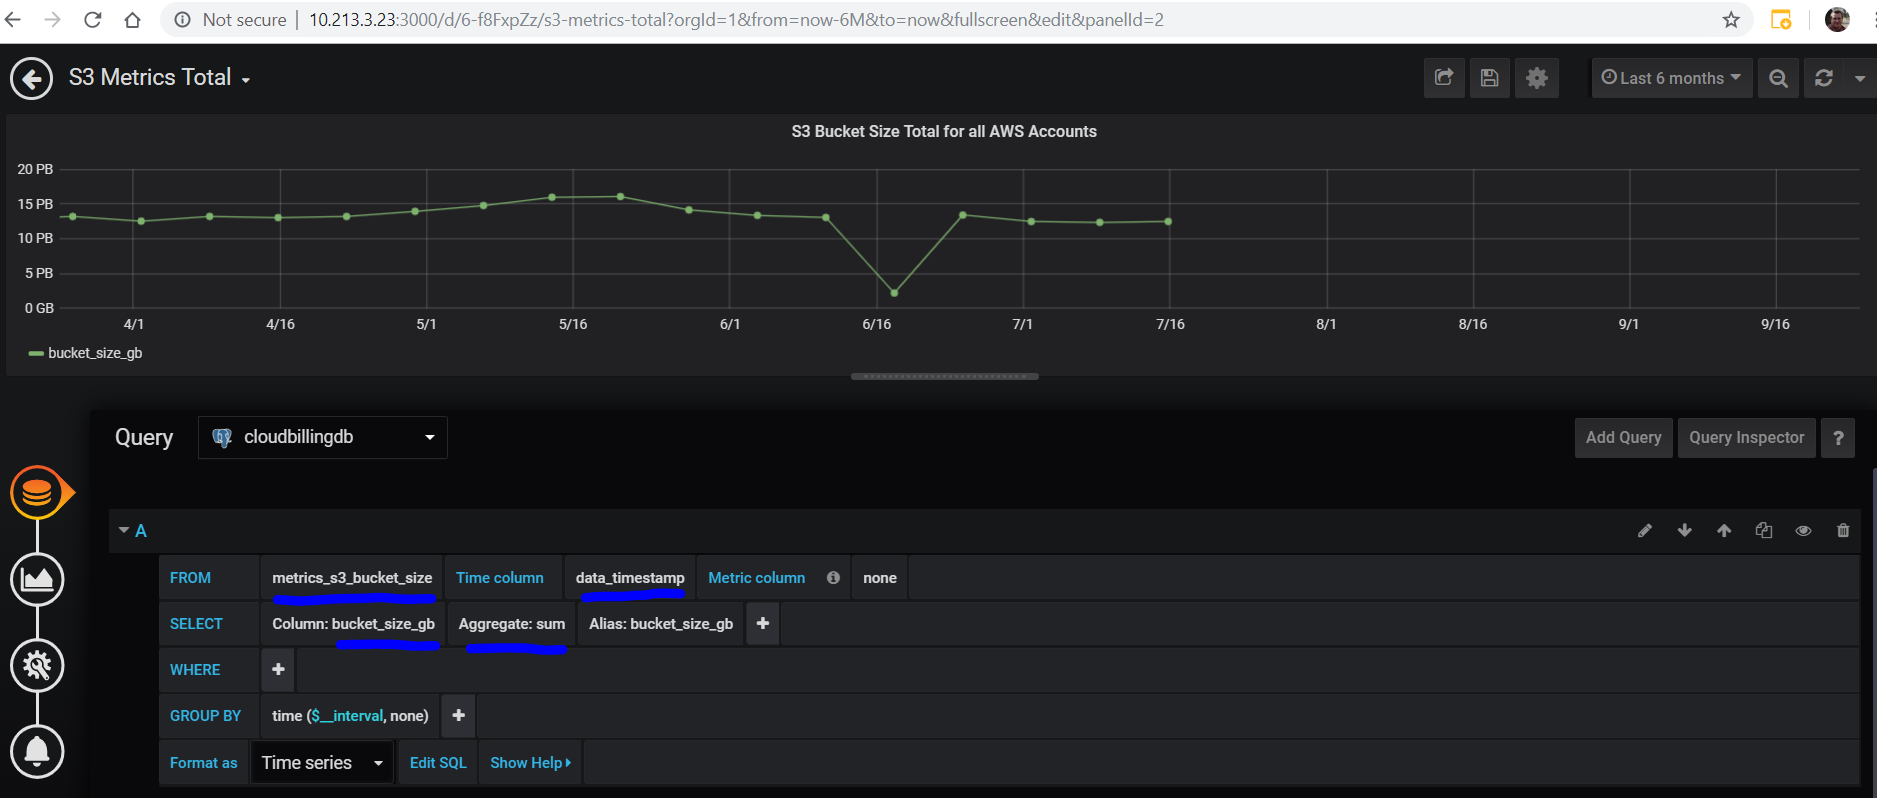 Not secure | 10.213.3.23:3000/d/6-f8FxpZz/s3-metrics-total?orgId=1&from=now-6M&to=now&fullscreen&edit&panelId=2
S3 Metrics Total
Last 6 months
S3 Bucket Size Total for all AWS Accounts
20 PB
15 PB
10 PB
5 PB
0 GB
4/1 4/16 5/1 5/16 6/1 6/16 7/1 7/16 8/1 8/16 9/1 9/16
bucket_size_gb
Query cloudbillingdb Add Query Query Inspector ?
A
FROM metrics_s3_bucket_size Time column data_timestamp Metric column none
SELECT Column: bucket_size_gb Aggregate: sum Alias: bucket_size_gb +
WHERE +
GROUP BY time ($__interval, none) +
Format as Time series Edit SQL Show Help